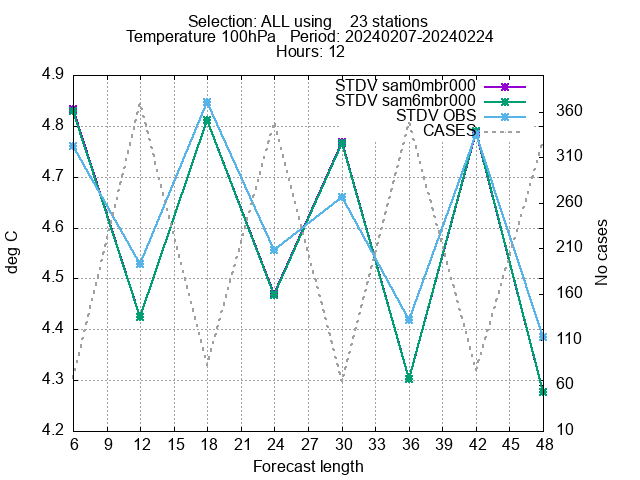 Selection: ALL using    23 stations
Temperature 100hPa   Period: 20240207-20240224
Hours: 12
STDV sam0mbr000
STDV sam6mbr000
STDV OBS
CASES
deg C
4.9
4.8
4.7
4.6
4.5
4.4
4.3
4.2
No cases
360
310
260
210
160
110
60
10
6 9 12 15 18 21 24 27 30 33 36 39 42 45 48
Forecast length